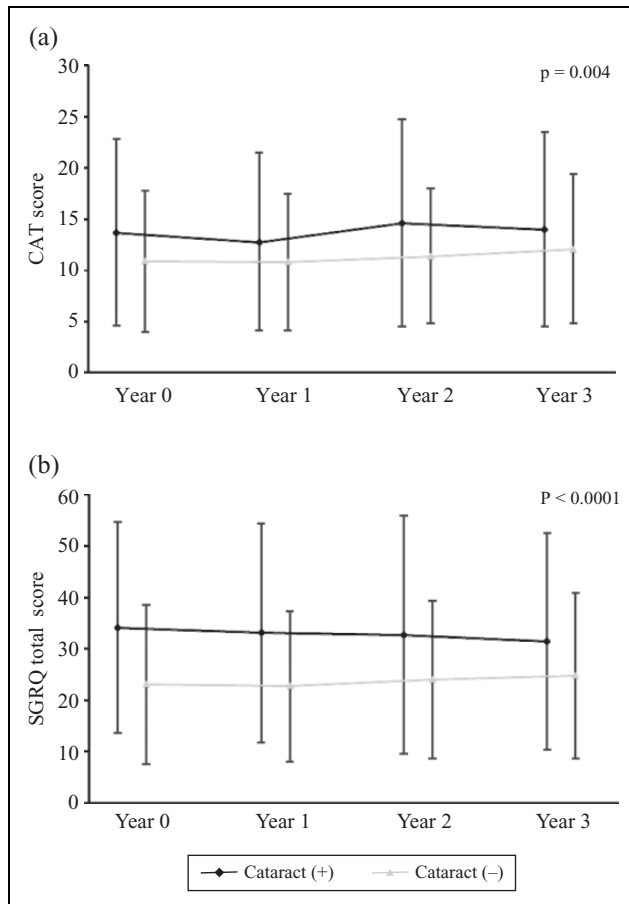 (a)
p = 0.004
CAT score
30
25
20
15
10
5
0
Year 0 Year 1 Year 2 Year 3
(b)
P < 0.0001
SGRQ total score
60
50
40
30
20
10
0
Year 0 Year 1 Year 2 Year 3
Cataract (+) Cataract (–)